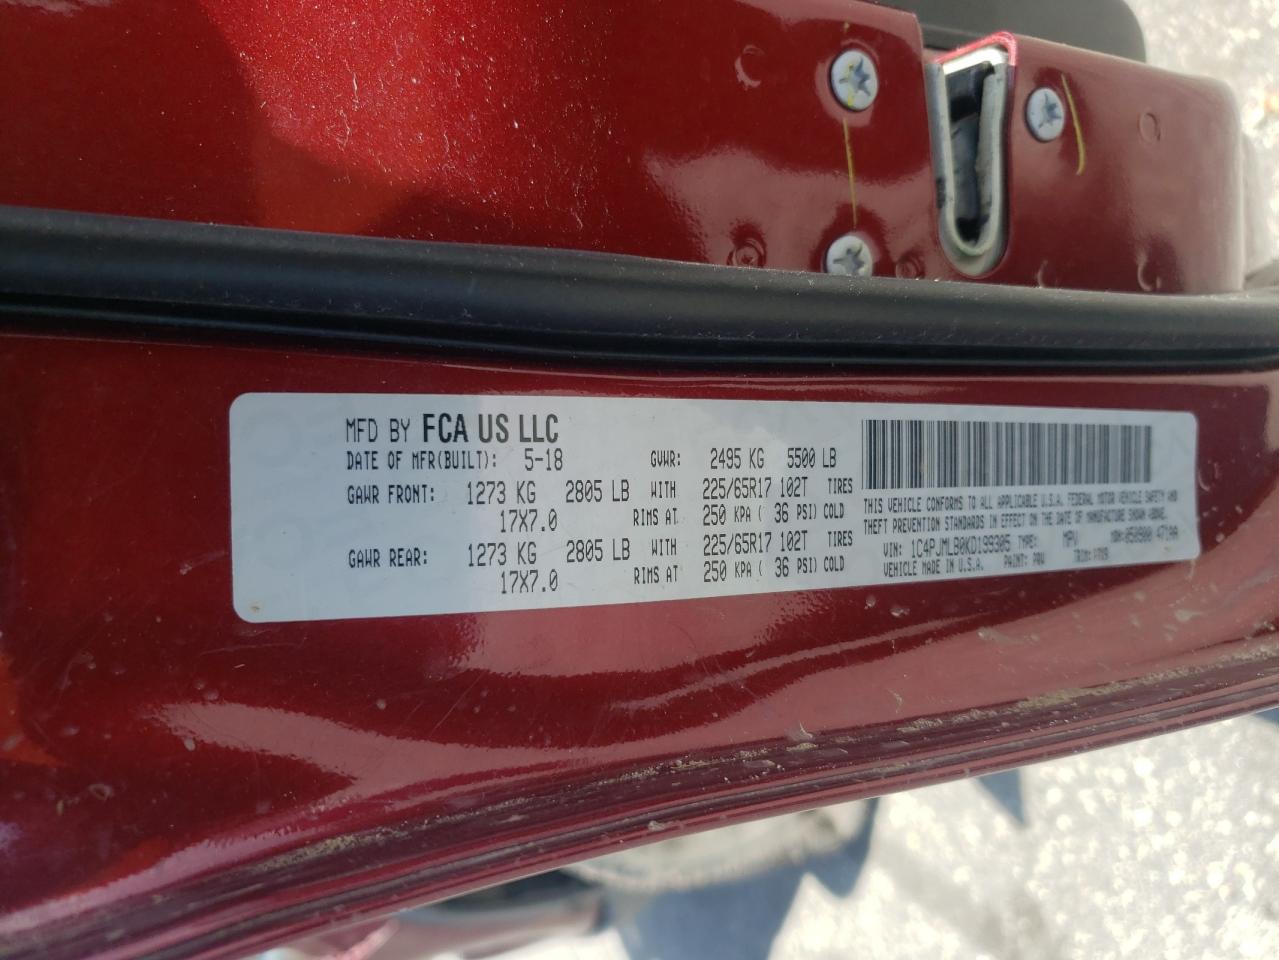 MFD BY FCA US LLC
DATE OF MFR(BUILT): 5-18 GVWR: 2495 KG 5500 LB
GAWR FRONT: 1273 KG 2805 LB WITH 225/65R17 102T TIRES
17X7.0 RIMS AT 250 KPA ( 36 PSI) COLD
GAWR REAR: 1273 KG 2805 LB WITH 225/65R17 102T TIRES
17X7.0 RIMS AT 250 KPA ( 36 PSI) COLD
THIS VEHICLE CONFORMS TO ALL APPLICABLE U.S.A. FEDERAL MOTOR VEHICLE SAFETY AND
THEFT PREVENTION STANDARDS IN EFFECT ON THE DATE OF MANUFACTURE SHOWN ABOVE.
VIN: 1C4PJMLB0KD199305 TYPE: MPV MDH:
VEHICLE MADE IN U.S.A. PAINT: TRIM: